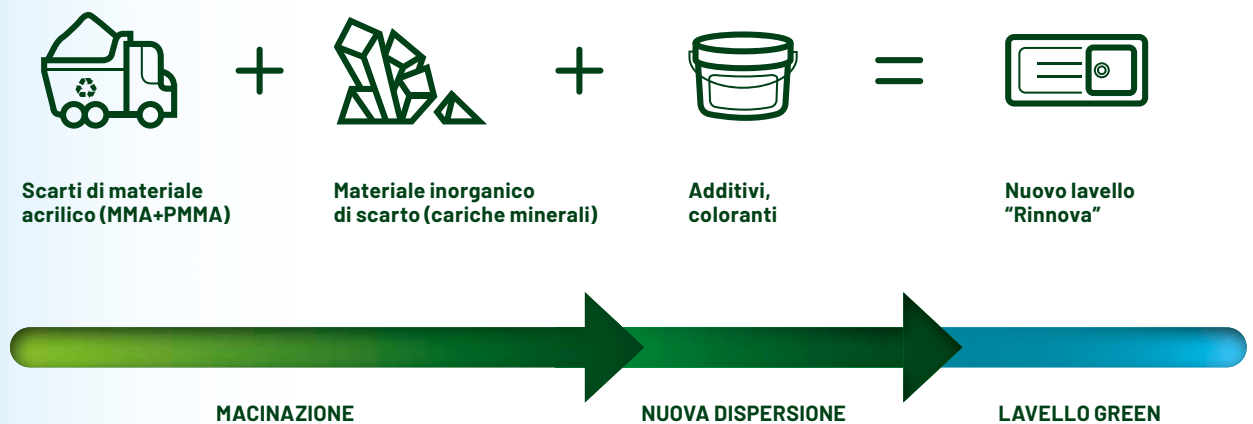 Scarti di materiale
acrilico (MMA+PMMA)
Materiale inorganico
di scarto (cariche minerali)
Additivi,
coloranti
Nuovo lavello
“Rinnova”
MACINAZIONE
NUOVA DISPERSIONE
LAVELLO GREEN